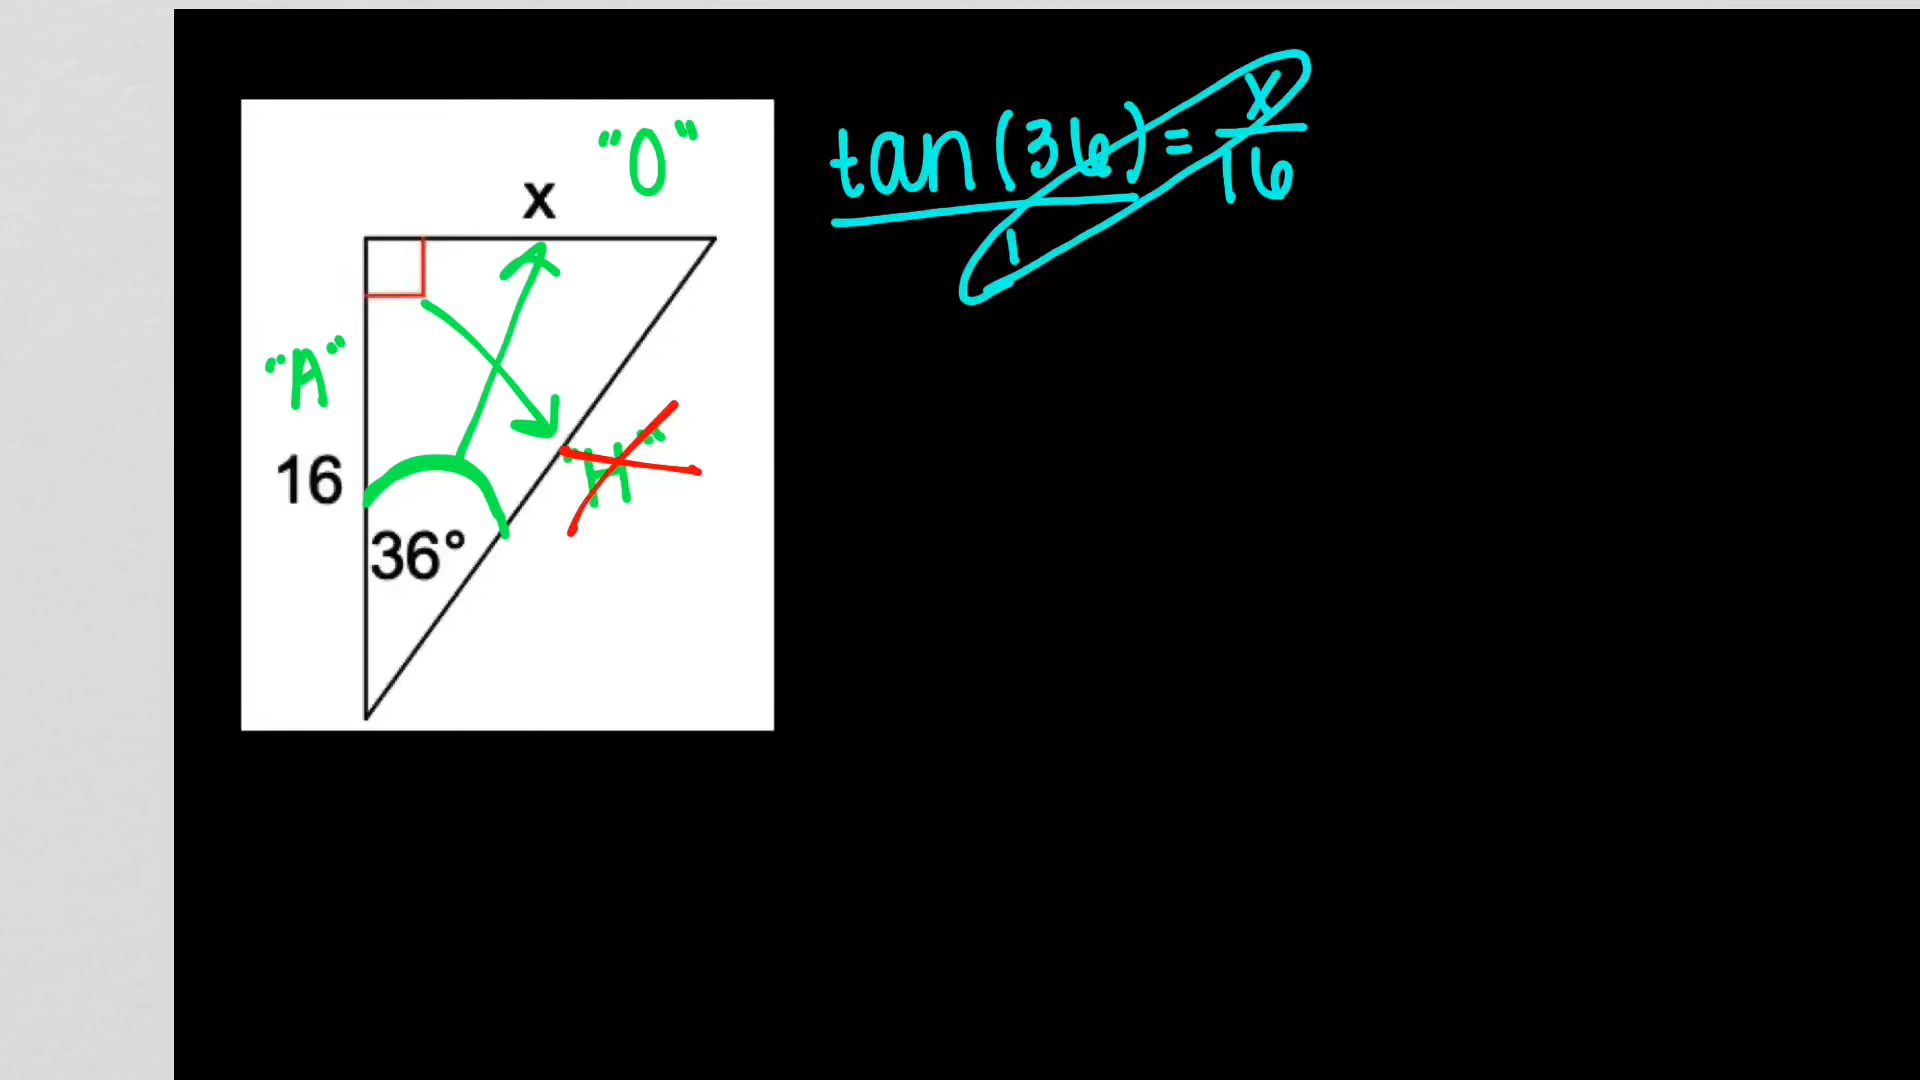 "O"
x
"A"
16
36°
"H"
tan(36) = x
1 16